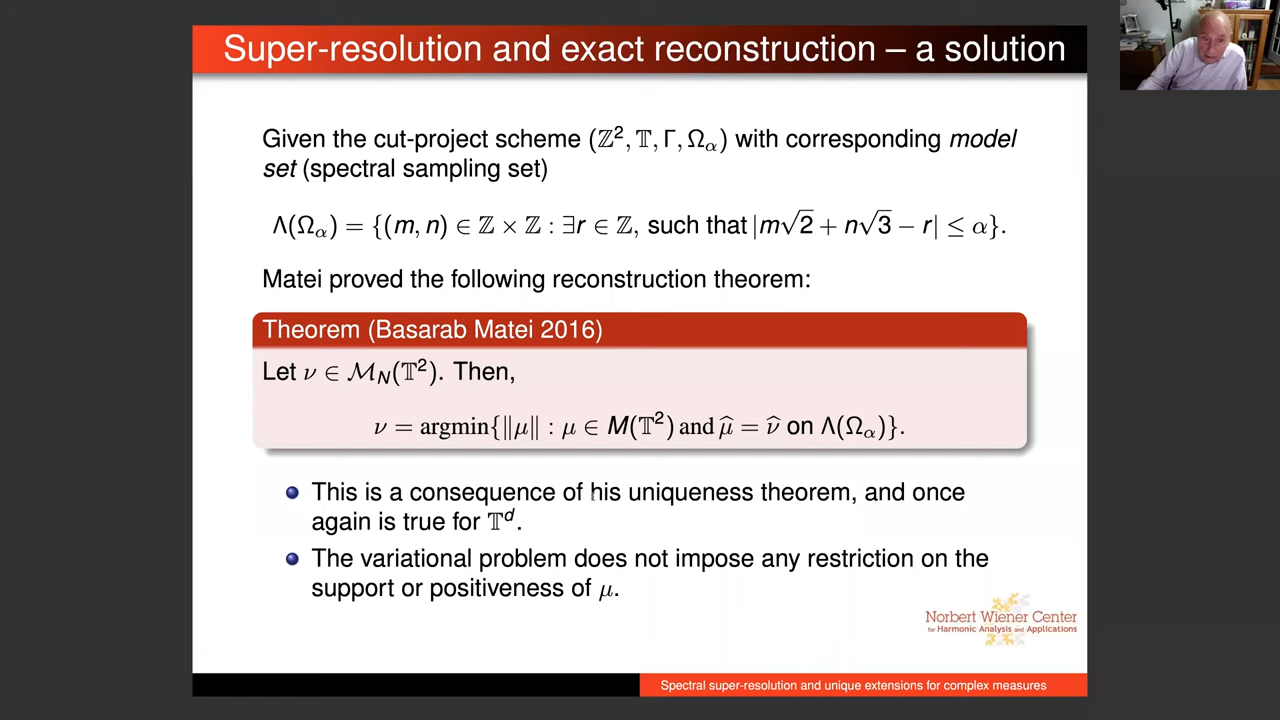 Super-resolution and exact reconstruction – a solution
Given the cut-project scheme (ℤ², 𝕋, Γ, Ω_α) with corresponding model
set (spectral sampling set)
Λ(Ω_α) = {(m, n) ∈ ℤ × ℤ : ∃r ∈ ℤ, such that |m√2 + n√3 − r| ≤ α}.
Matei proved the following reconstruction theorem:
Theorem (Basarab Matei 2016)
Let ν ∈ ℳ_N(𝕋²). Then,
ν = argmin{‖μ‖ : μ ∈ M(𝕋²) and μ̂ = ν̂ on Λ(Ω_α)}.
This is a consequence of his uniqueness theorem, and once
again is true for 𝕋^d.
The variational problem does not impose any restriction on the
support or positiveness of μ.
Norbert Wiener Center
for Harmonic Analysis and Applications
Spectral super-resolution and unique extensions for complex measures